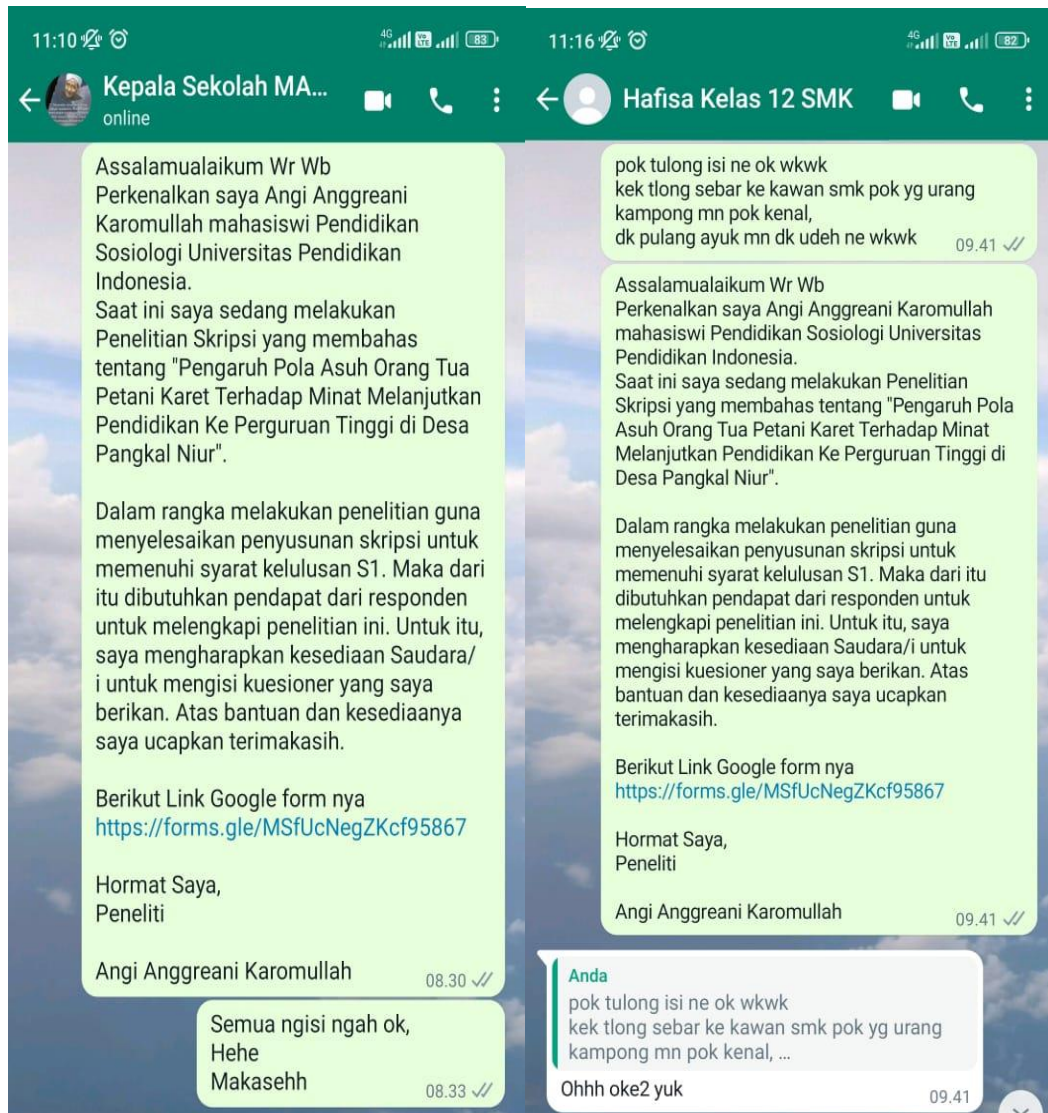 11:10
4G
Vo
LTE
83
Kepala Sekolah MA...
online
Assalamualaikum Wr Wb
Perkenalkan saya Angi Anggreani
Karomullah mahasiswi Pendidikan
Sosiologi Universitas Pendidikan
Indonesia.
Saat ini saya sedang melakukan
Penelitian Skripsi yang membahas
tentang "Pengaruh Pola Asuh Orang Tua
Petani Karet Terhadap Minat Melanjutkan
Pendidikan Ke Perguruan Tinggi di Desa
Pangkal Niur".
Dalam rangka melakukan penelitian guna
menyelesaikan penyusunan skripsi untuk
memenuhi syarat kelulusan S1. Maka dari
itu dibutuhkan pendapat dari responden
untuk melengkapi penelitian ini. Untuk itu,
saya mengharapkan kesediaan Saudara/
i untuk mengisi kuesioner yang saya
berikan. Atas bantuan dan kesediaanya
saya ucapkan terimakasih.
Berikut Link Google form nya
https://forms.gle/MSfUcNegZKcf95867
Hormat Saya,
Peneliti
Angi Anggreani Karomullah
08.30
Semua ngisi ngah ok,
Hehe
Makasehh
08.33
11:16
4G
Vo
LTE
82
Hafisa Kelas 12 SMK
pok tulong isi ne ok wkwk
kek tlong sebar ke kawan smk pok yg urang
kampong mn pok kenal,
dk pulang ayuk mn dk udeh ne wkwk
09.41
Assalamualaikum Wr Wb
Perkenalkan saya Angi Anggreani Karomullah
mahasiswi Pendidikan Sosiologi Universitas
Pendidikan Indonesia.
Saat ini saya sedang melakukan Penelitian
Skripsi yang membahas tentang "Pengaruh Pola
Asuh Orang Tua Petani Karet Terhadap Minat
Melanjutkan Pendidikan Ke Perguruan Tinggi di
Desa Pangkal Niur".
Dalam rangka melakukan penelitian guna
menyelesaikan penyusunan skripsi untuk
memenuhi syarat kelulusan S1. Maka dari itu
dibutuhkan pendapat dari responden untuk
melengkapi penelitian ini. Untuk itu, saya
mengharapkan kesediaan Saudara/i untuk
mengisi kuesioner yang saya berikan. Atas
bantuan dan kesediaanya saya ucapkan
terimakasih.
Berikut Link Google form nya
https://forms.gle/MSfUcNegZKcf95867
Hormat Saya,
Peneliti
Angi Anggreani Karomullah
09.41
Anda
pok tulong isi ne ok wkwk
kek tlong sebar ke kawan smk pok yg urang
kampong mn pok kenal, ...
Ohhh oke2 yuk
09.41